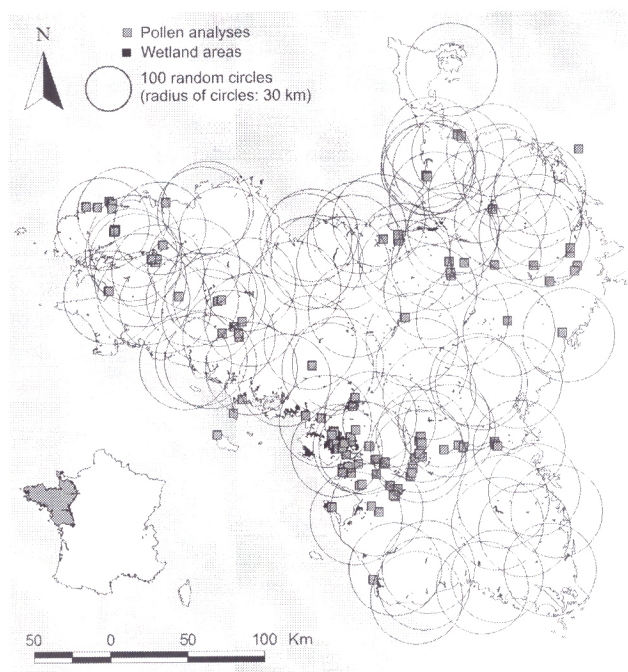 N
Pollen analyses
Wetland areas
100 random circles
(radius of circles: 30 km)
50 0 50 100 Km